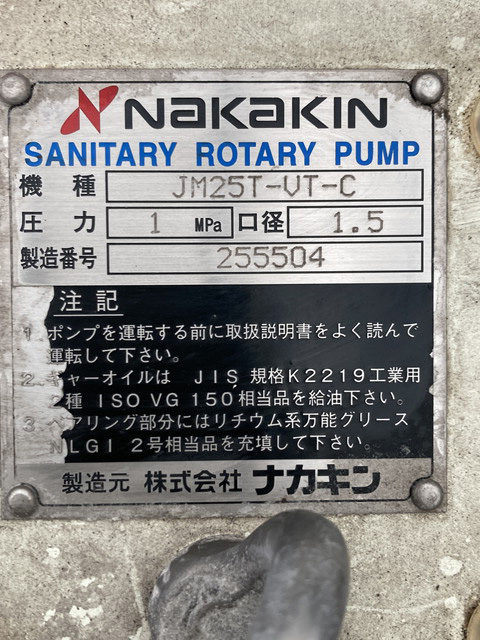 NAKAKIN
SANITARY ROTARY PUMP
機種 JM25T-VT-C
圧力 1 MPa 口径 1.5
製造番号 255504
注記
1. ポンプを運転する前に取扱説明書をよく読んで
運転して下さい。
2. ギャーオイルは JIS 規格K2219工業用
種 ISO VG 150相当品を給油下さい。
3. ベアリング部分にはリチウム系万能グリース
NLGI 2号相当品を充填して下さい。
製造元 株式会社 ナカキン